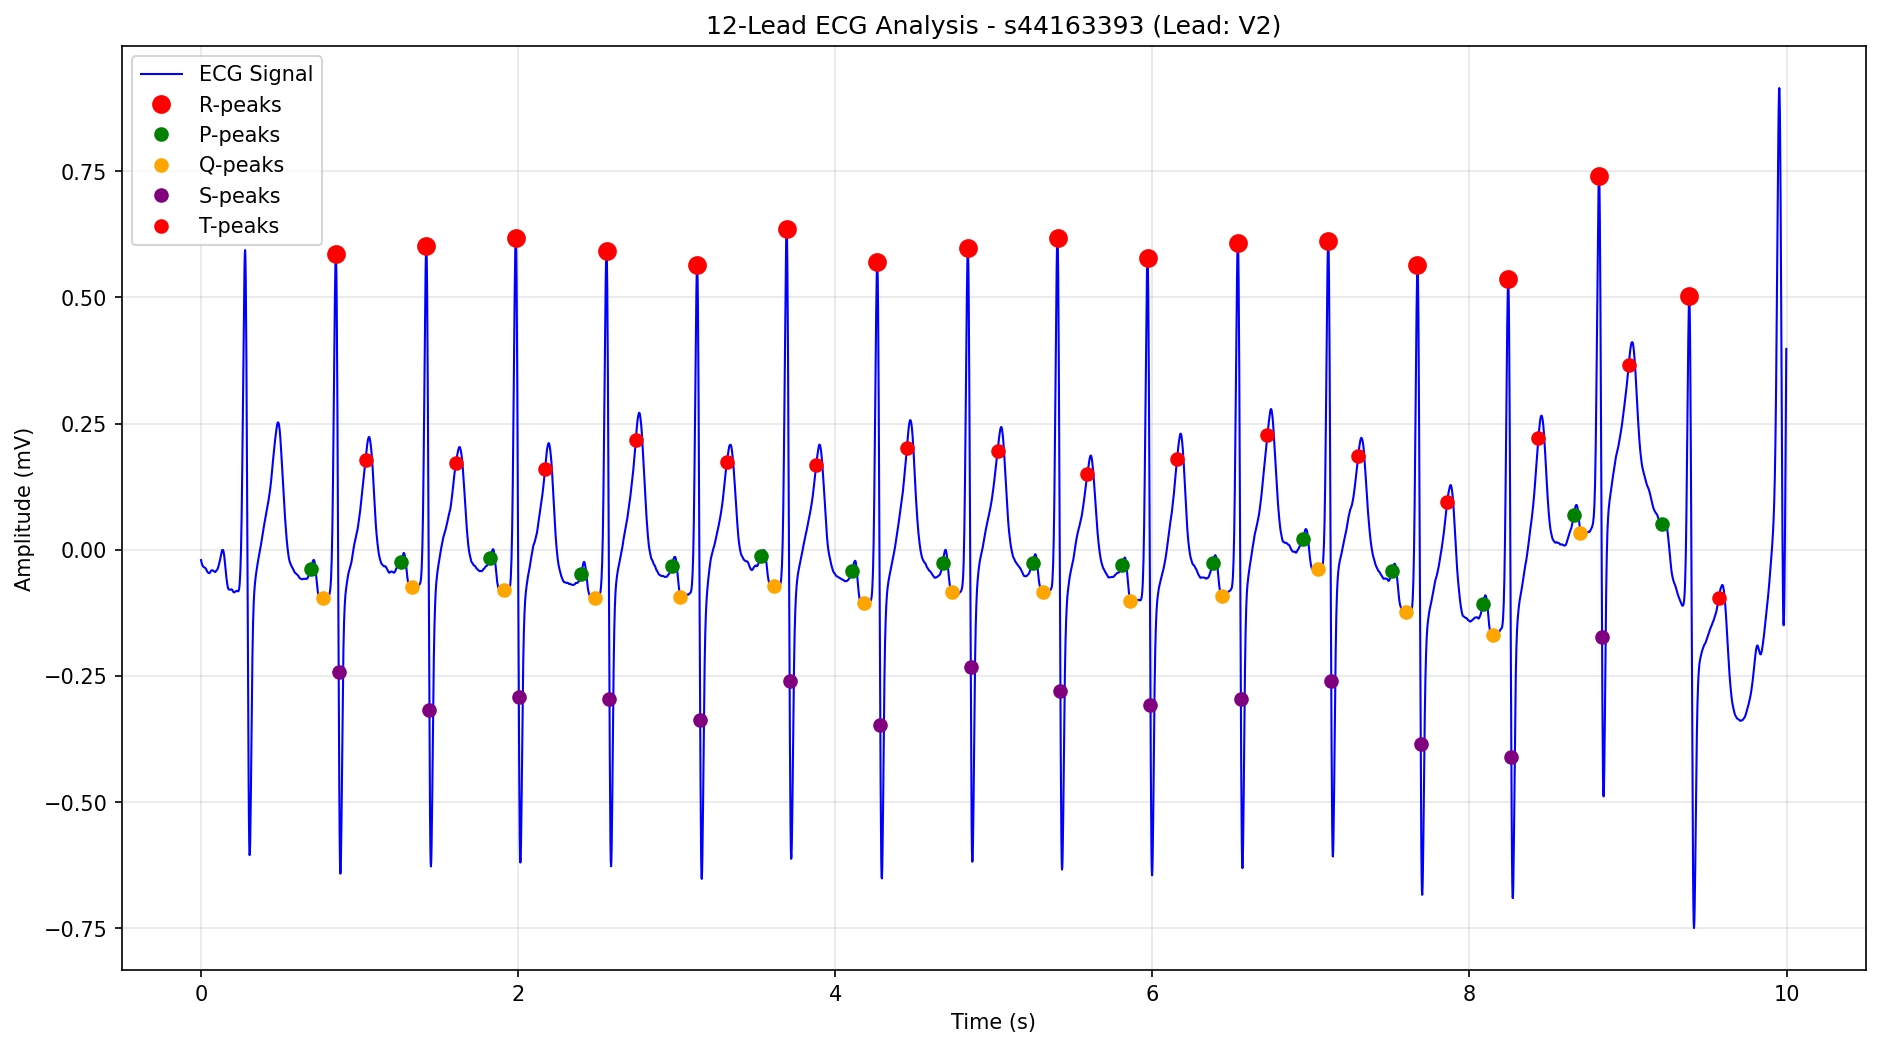 12-Lead ECG Analysis - s44163393 (Lead: V2)
ECG Signal
R-peaks
P-peaks
Q-peaks
S-peaks
T-peaks
Amplitude (mV)
0.75
0.50
0.25
0.00
−0.25
−0.50
−0.75
0 2 4 6 8 10
Time (s)